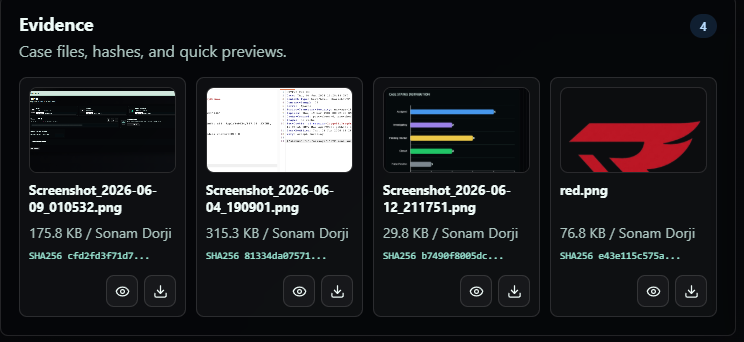 Evidence
4
Case files, hashes, and quick previews.
Screenshot_2026-06-
09_010532.png
175.8 KB / Sonam Dorji
SHA256 cfd2fd3f71d7...
Screenshot_2026-06-
04_190901.png
315.3 KB / Sonam Dorji
SHA256 81334da07571...
Screenshot_2026-06-
12_211751.png
29.8 KB / Sonam Dorji
SHA256 b7490f8005dc...
red.png
76.8 KB / Sonam Dorji
SHA256 e43e115c575a...